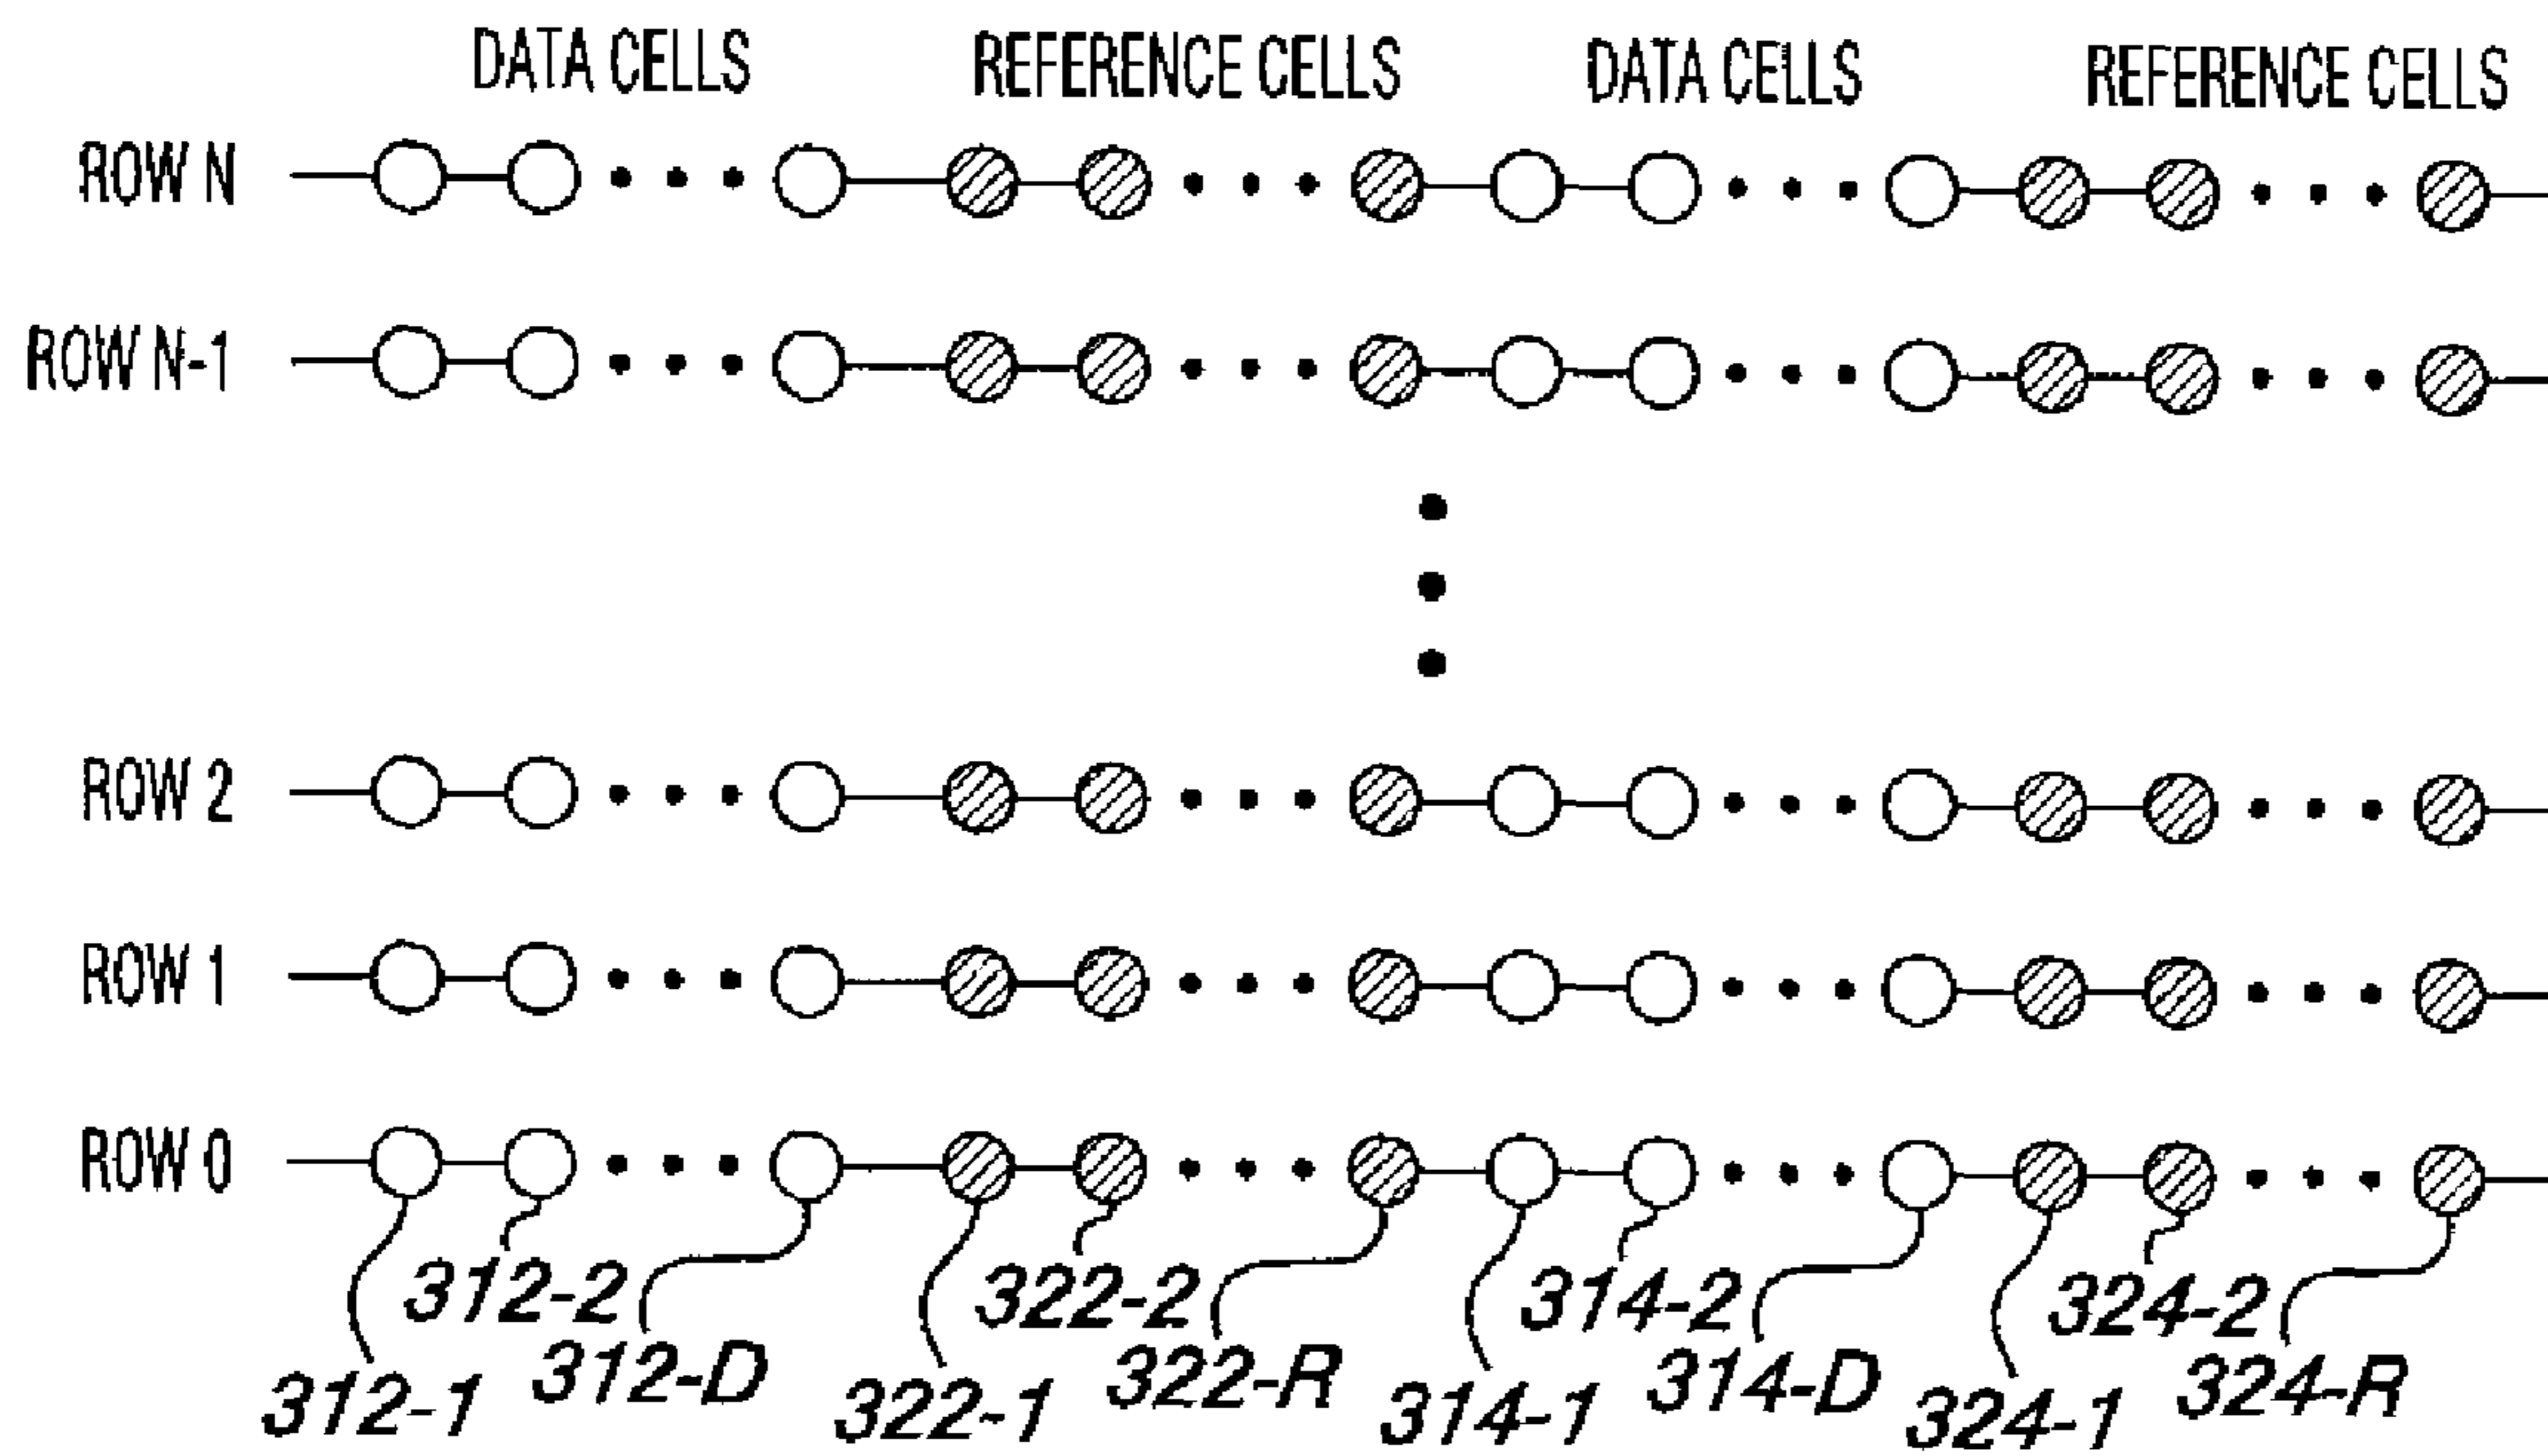 DATA CELLS REFERENCE CELLS DATA CELLS REFERENCE CELLS
ROW N
ROW N-1
ROW 2
ROW 1
ROW 0
312-2 322-2 314-2 324-2
312-1 312-D 322-1 322-R 314-1 314-D 324-1 324-R